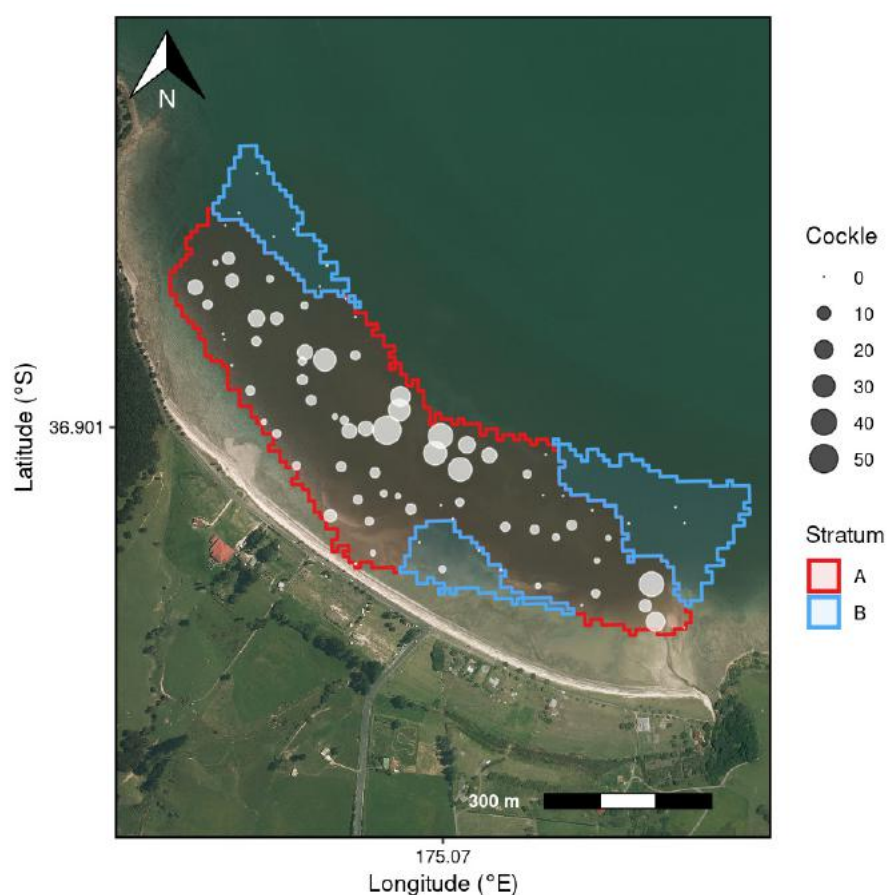 N
Latitude (°S)
36.901
300 m
175.07
Longitude (°E)
Cockle
0
10
20
30
40
50
Stratum
A
B